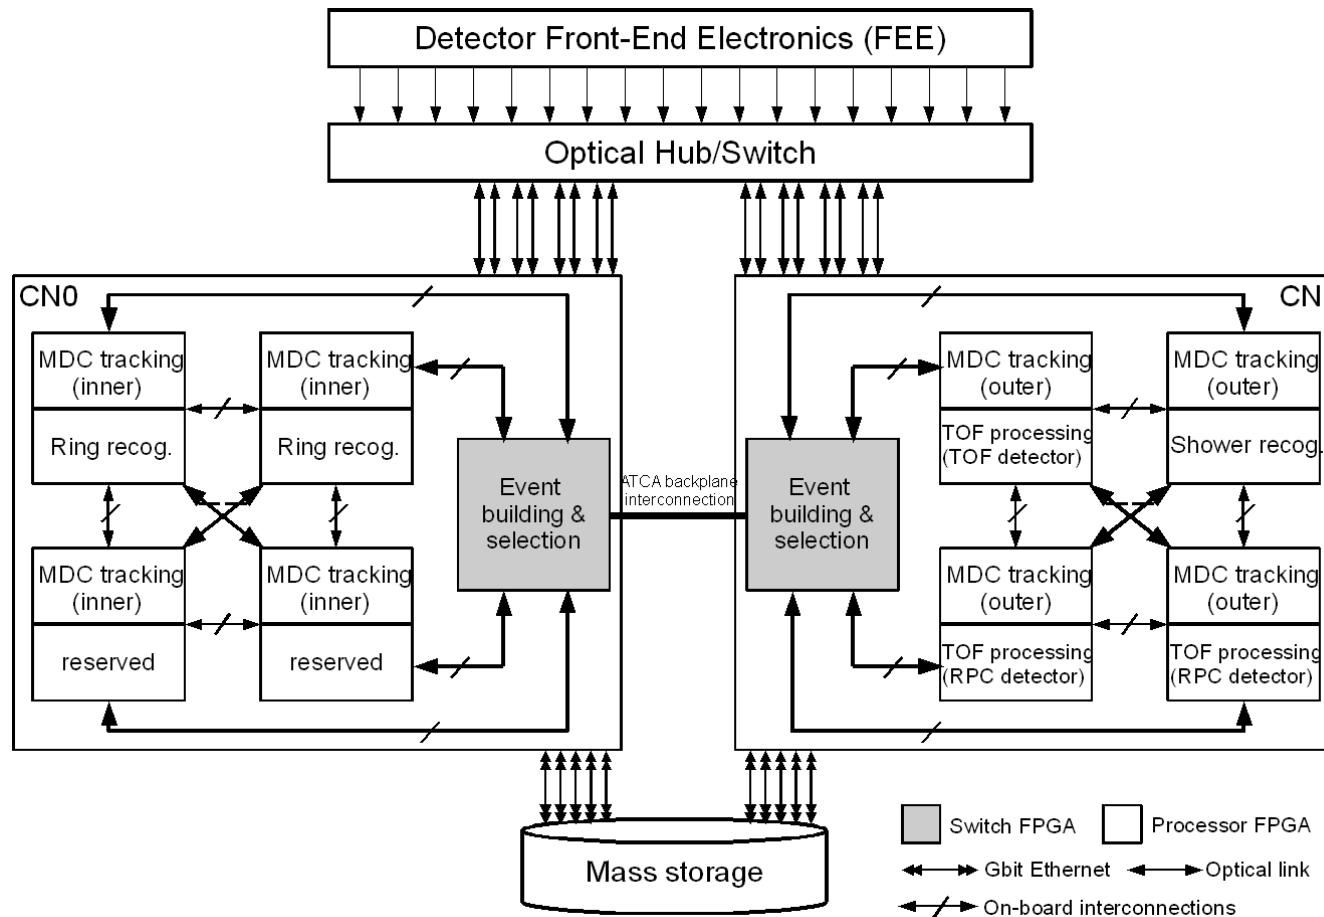 Detector Front-End Electronics (FEE)
Optical Hub/Switch
CN0
MDC tracking
(inner)
Ring recog.
MDC tracking
(inner)
Ring recog.
MDC tracking
(inner)
reserved
MDC tracking
(inner)
reserved
Event
building &
selection
ATCA backplane
interconnection
CN
Event
building &
selection
MDC tracking
(outer)
TOF processing
(TOF detector)
MDC tracking
(outer)
Shower recog.
MDC tracking
(outer)
TOF processing
(RPC detector)
MDC tracking
(outer)
TOF processing
(RPC detector)
Mass storage
Switch FPGA
Processor FPGA
Gbit Ethernet
Optical link
On-board interconnections